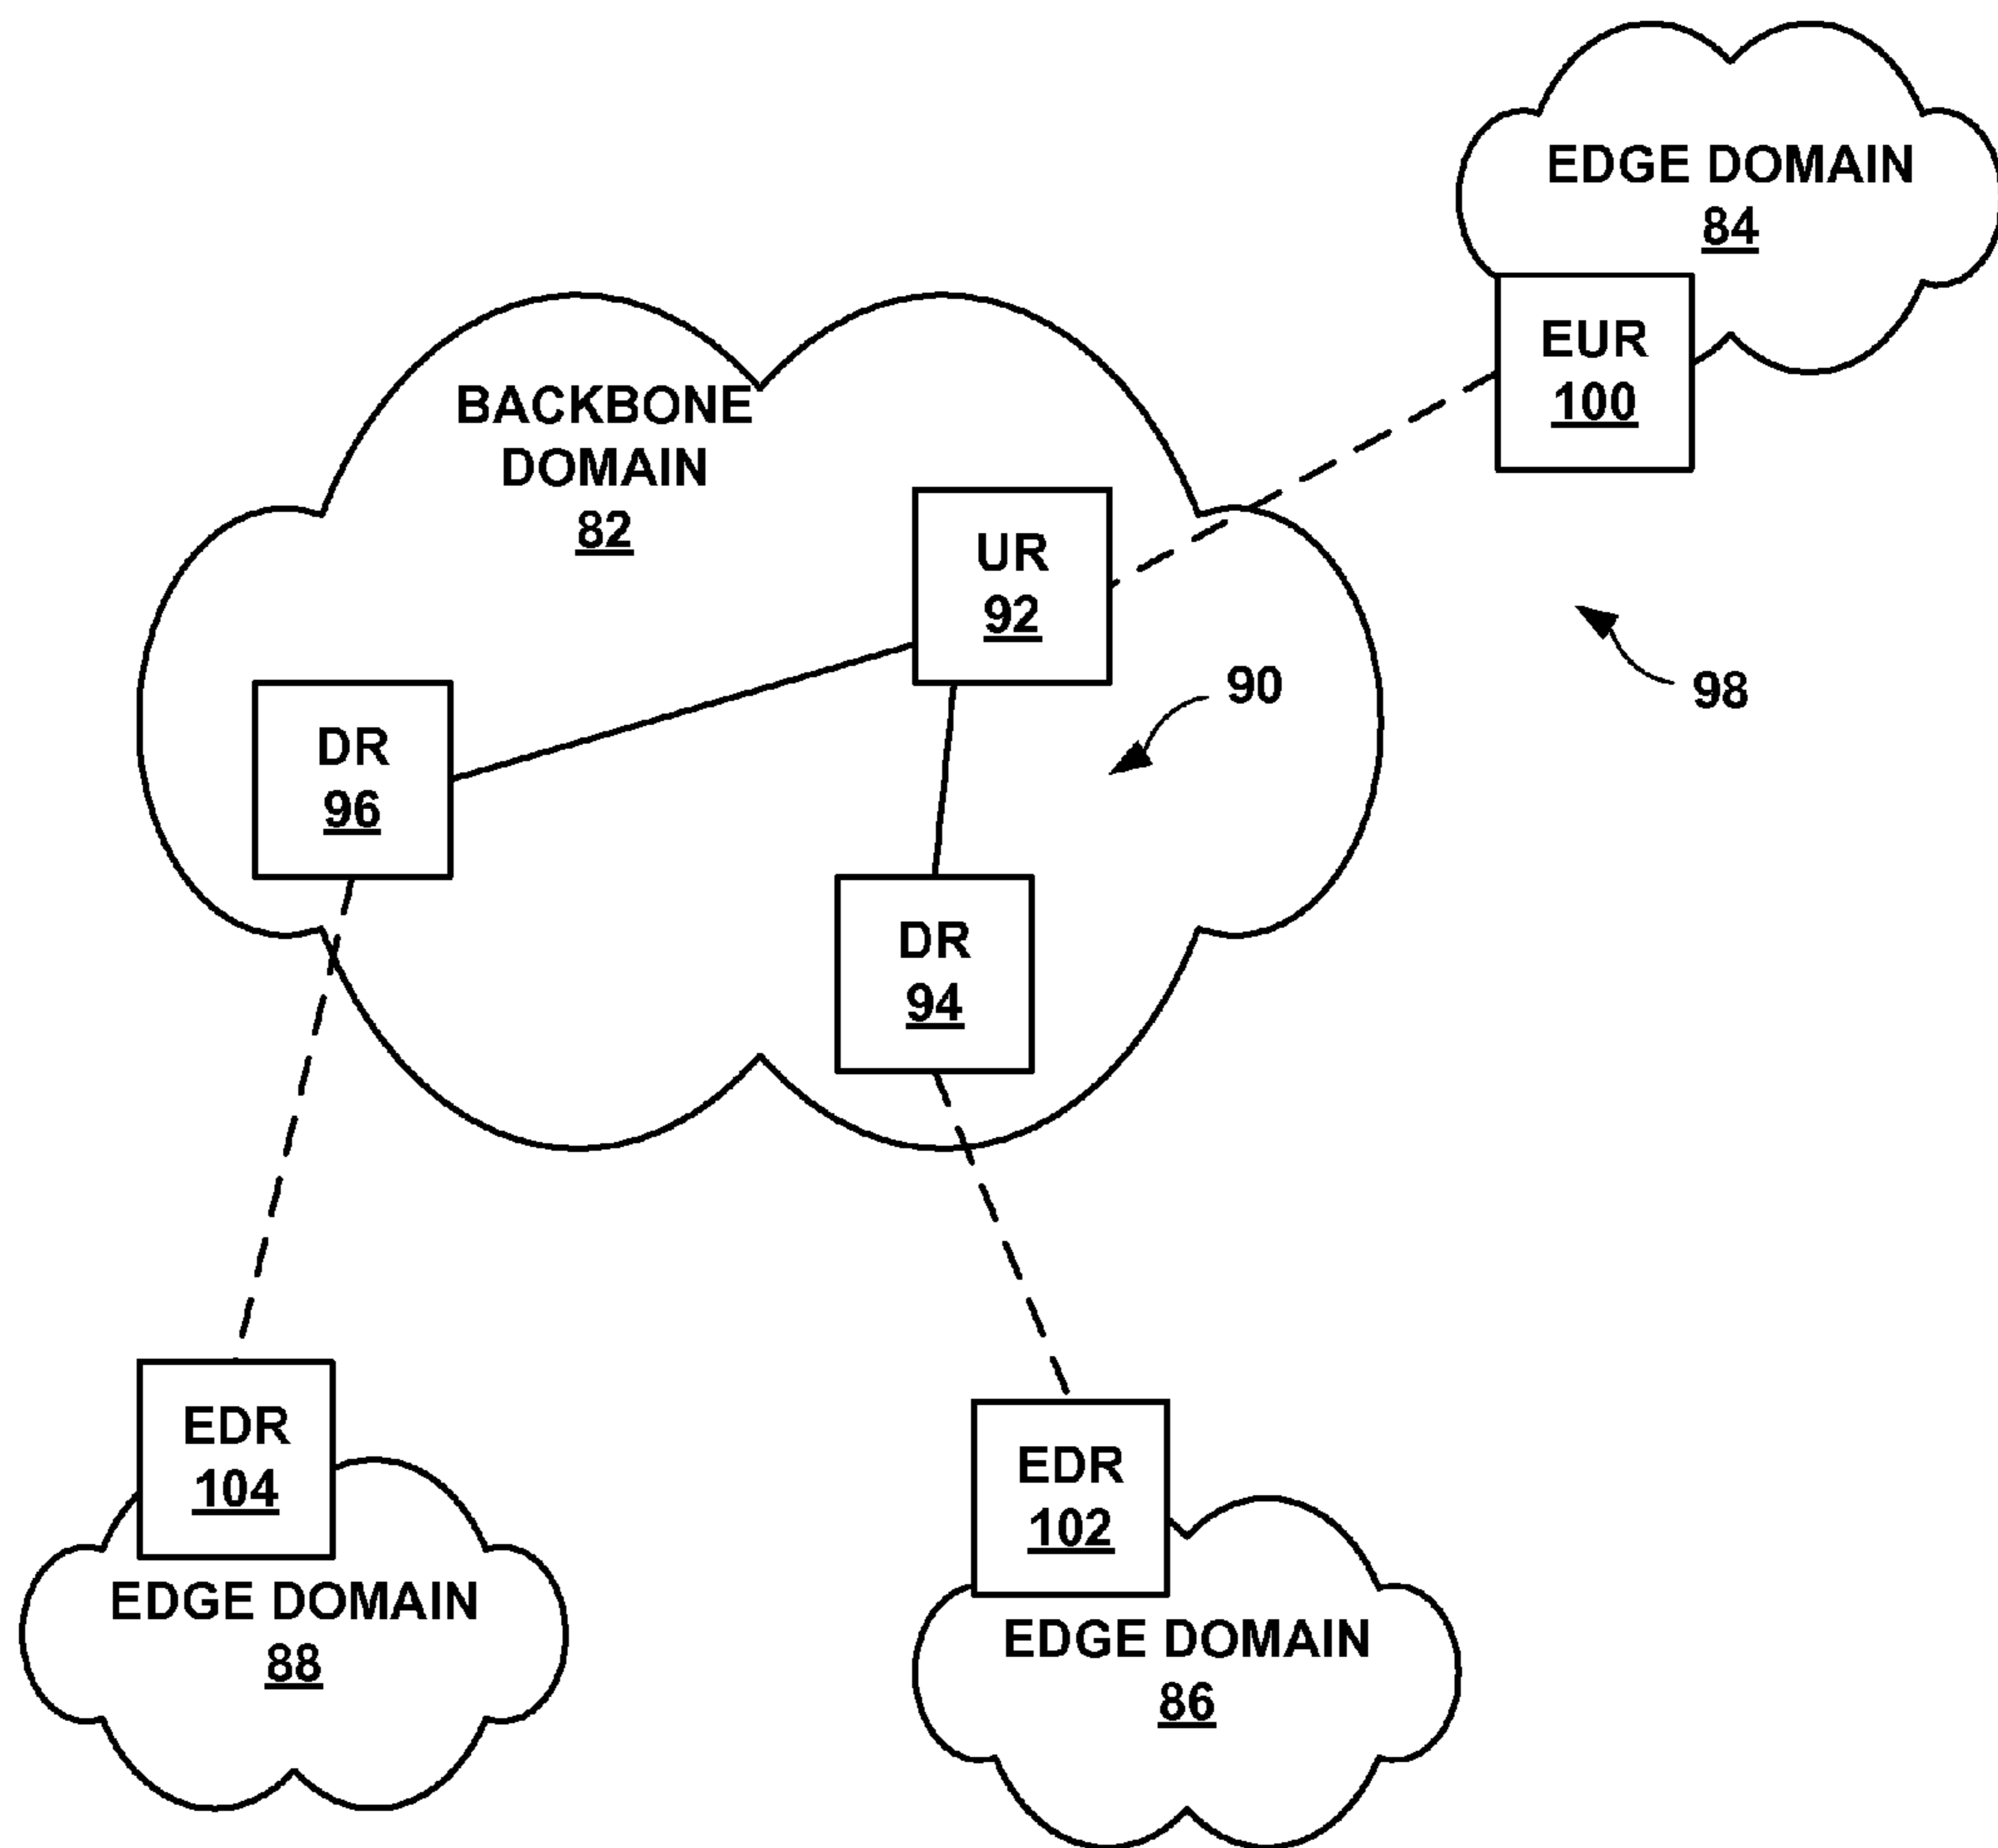 EDGE DOMAIN
84
EUR
100
BACKBONE
DOMAIN
82
UR
92
90
98
DR
96
DR
94
EDR
104
EDGE DOMAIN
88
EDR
102
EDGE DOMAIN
86